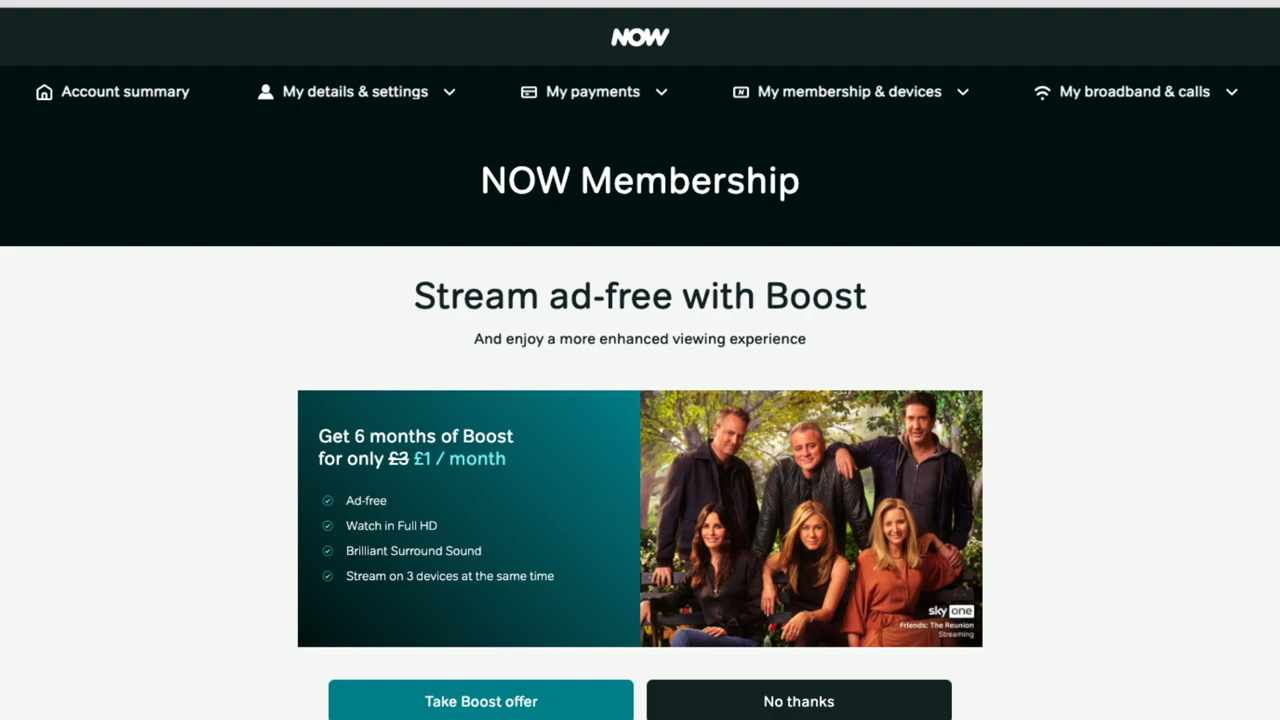 NOW
Account summary
My details & settings
My payments
My membership & devices
My broadband & calls
NOW Membership
Stream ad-free with Boost
And enjoy a more enhanced viewing experience
Get 6 months of Boost
for only £3 £1 / month
Ad-free
Watch in Full HD
Brilliant Surround Sound
Stream on 3 devices at the same time
sky one
Friends: The Reunion
Streaming
Take Boost offer
No thanks